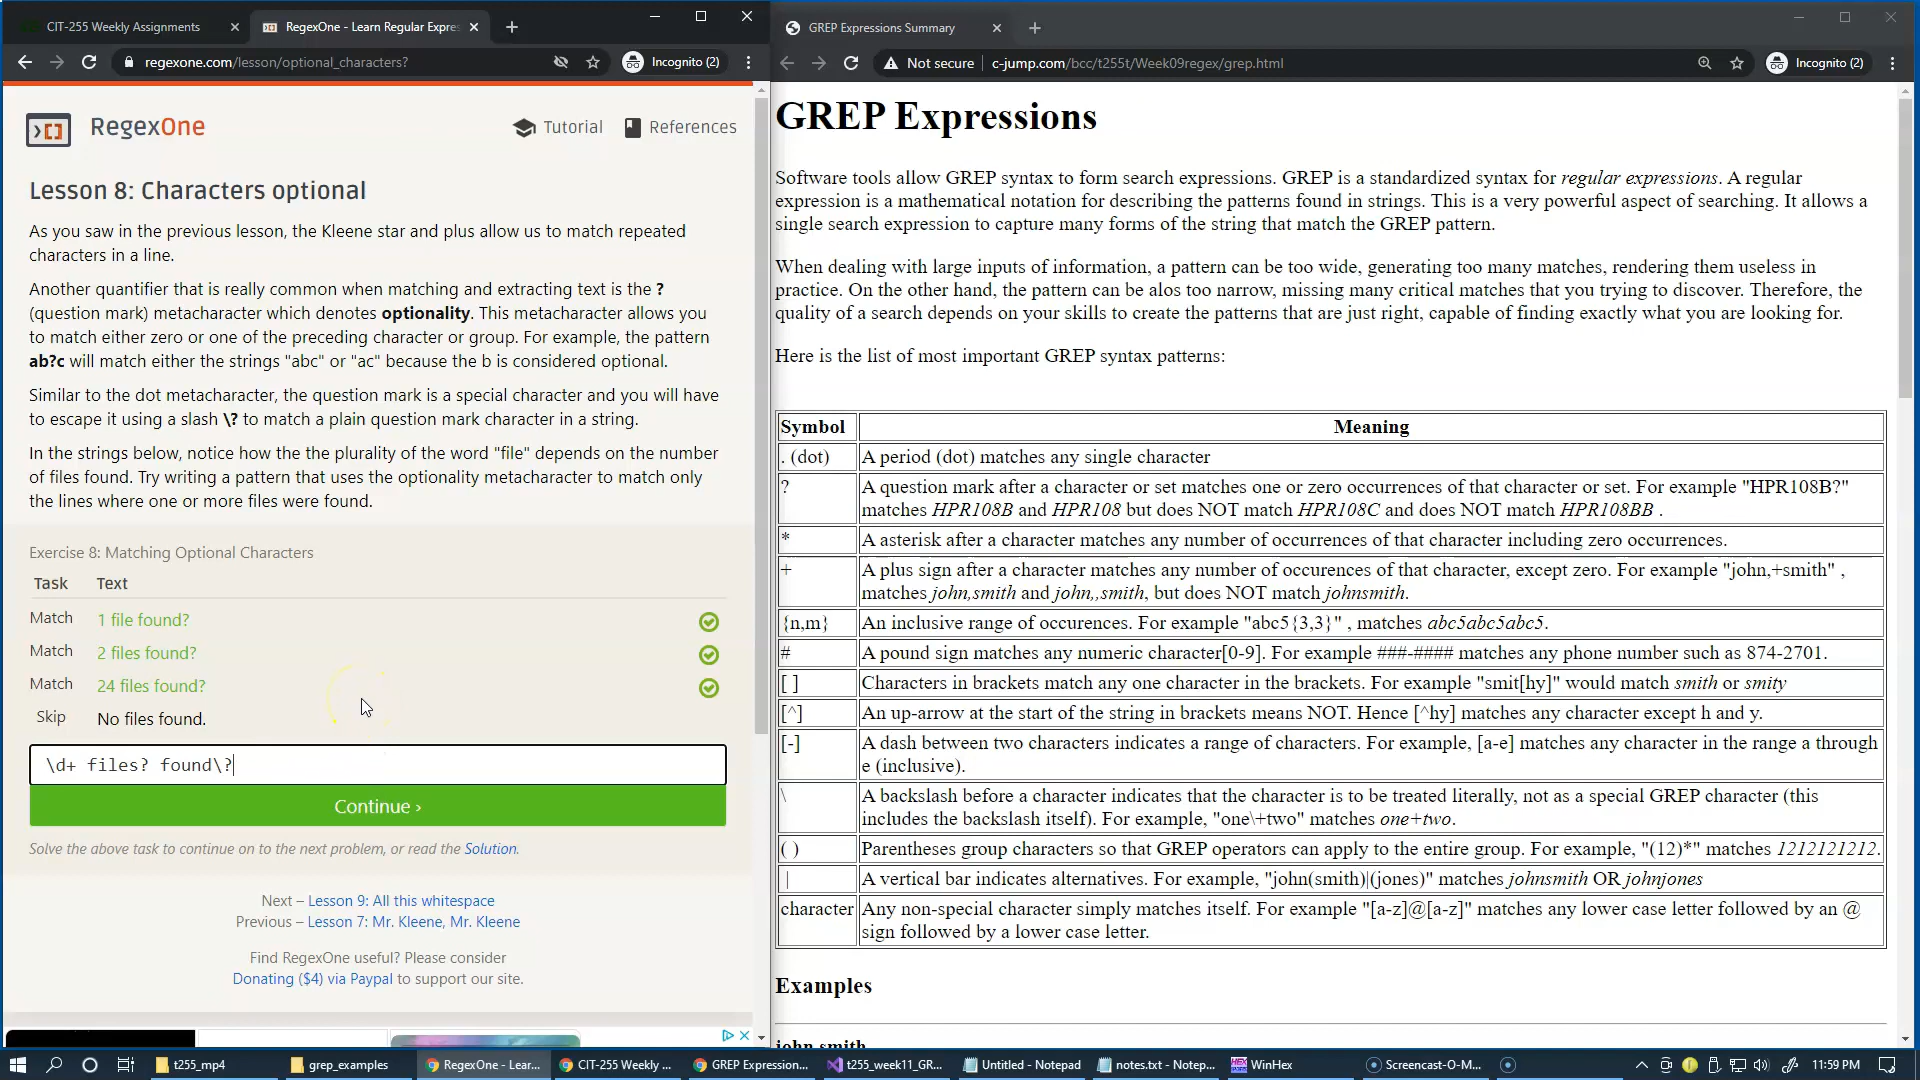 CIT-255 Weekly Assignments
RegexOne - Learn Regular Expres
regexone.com/lesson/optional_characters?
Incognito (2)
RegexOne
Tutorial
References
Lesson 8: Characters optional
As you saw in the previous lesson, the Kleene star and plus allow us to match repeated
characters in a line.
Another quantifier that is really common when matching and extracting text is the ?
(question mark) metacharacter which denotes optionality. This metacharacter allows you
to match either zero or one of the preceding character or group. For example, the pattern
ab?c will match either the strings "abc" or "ac" because the b is considered optional.
Similar to the dot metacharacter, the question mark is a special character and you will have
to escape it using a slash \? to match a plain question mark character in a string.
In the strings below, notice how the the plurality of the word "file" depends on the number
of files found. Try writing a pattern that uses the optionality metacharacter to match only
the lines where one or more files were found.
Exercise 8: Matching Optional Characters
Task Text
Match 1 file found?
Match 2 files found?
Match 24 files found?
Skip No files found.
\d+ files? found\?
Continue ›
Solve the above task to continue on to the next problem, or read the Solution.
Next – Lesson 9: All this whitespace
Previous – Lesson 7: Mr. Kleene, Mr. Kleene
Find RegexOne useful? Please consider
Donating ($4) via Paypal to support our site.
GREP Expressions Summary
Not secure
c-jump.com/bcc/t255t/Week09regex/grep.html
Incognito (2)
GREP Expressions
Software tools allow GREP syntax to form search expressions. GREP is a standardized syntax for regular expressions. A regular
expression is a mathematical notation for describing the patterns found in strings. This is a very powerful aspect of searching. It allows a
single search expression to capture many forms of the string that match the GREP pattern.
When dealing with large inputs of information, a pattern can be too wide, generating too many matches, rendering them useless in
practice. On the other hand, the pattern can be alos too narrow, missing many critical matches that you trying to discover. Therefore, the
quality of a search depends on your skills to create the patterns that are just right, capable of finding exactly what you are looking for.
Here is the list of most important GREP syntax patterns:
Symbol Meaning
. (dot) A period (dot) matches any single character
? A question mark after a character or set matches one or zero occurrences of that character or set. For example "HPR108B?"
matches HPR108B and HPR108 but does NOT match HPR108C and does NOT match HPR108BB .
* A asterisk after a character matches any number of occurrences of that character including zero occurrences.
+ A plus sign after a character matches any number of occurences of that character, except zero. For example "john,+smith" ,
matches john,smith and john,,smith, but does NOT match johnsmith.
{n,m} An inclusive range of occurences. For example "abc5{3,3}" , matches abc5abc5abc5.
# A pound sign matches any numeric character[0-9]. For example ###-#### matches any phone number such as 874-2701.
[ ] Characters in brackets match any one character in the brackets. For example "smit[hy]" would match smith or smity
[^] An up-arrow at the start of the string in brackets means NOT. Hence [^hy] matches any character except h and y.
[-] A dash between two characters indicates a range of characters. For example, [a-e] matches any character in the range a through
e (inclusive).
\ A backslash before a character indicates that the character is to be treated literally, not as a special GREP character (this
includes the backslash itself). For example, "one\+two" matches one+two.
( ) Parentheses group characters so that GREP operators can apply to the entire group. For example, "(12)*" matches 1212121212.
| A vertical bar indicates alternatives. For example, "john(smith)|(jones)" matches johnsmith OR johnjones
character Any non-special character simply matches itself. For example "[a-z]@[a-z]" matches any lower case letter followed by an @
sign followed by a lower case letter.
Examples
john smith
t255_mp4
grep_examples
RegexOne - Lear...
CIT-255 Weekly ...
GREP Expression...
t255_week11_GR...
Untitled - Notepad
notes.txt - Notep...
WinHex
Screencast-O-M...
11:59 PM